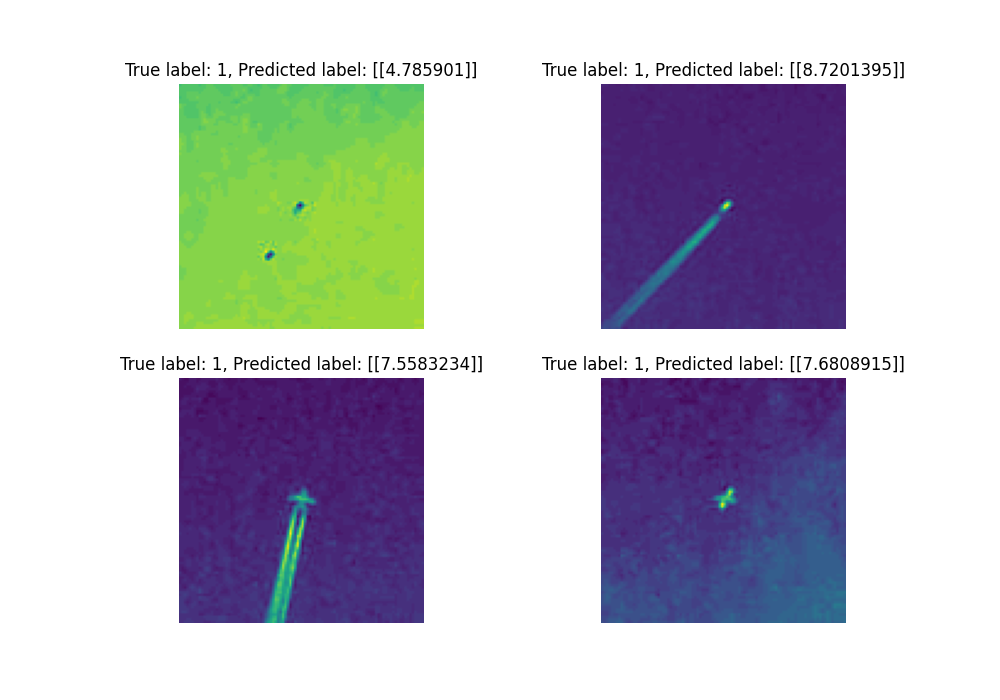 True label: 1, Predicted label: [[4.785901]]
True label: 1, Predicted label: [[8.7201395]]
True label: 1, Predicted label: [[7.5583234]]
True label: 1, Predicted label: [[7.6808915]]